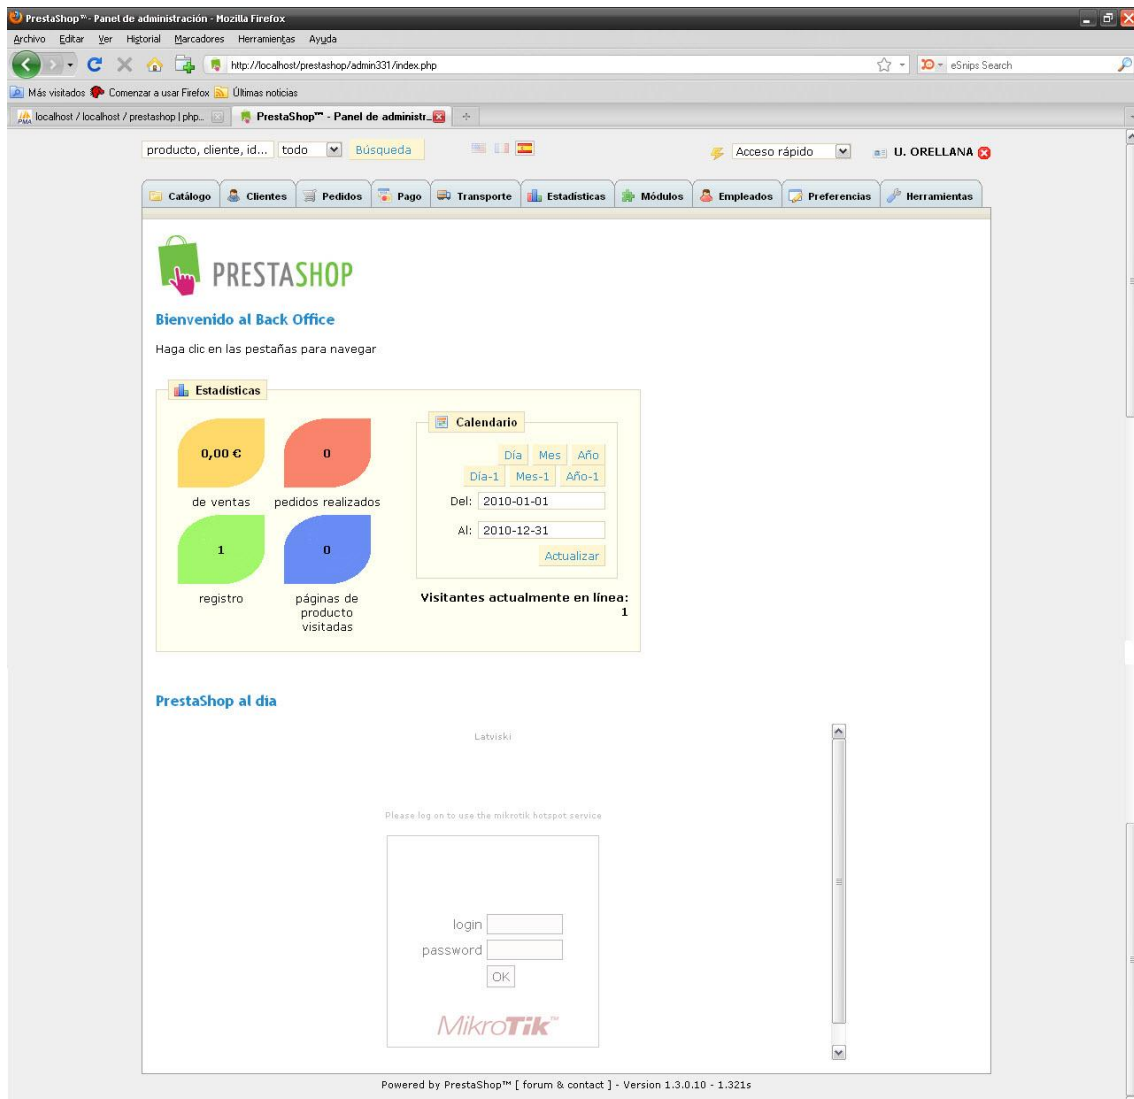 PrestaShop™ - Panel de administración - Mozilla Firefox
Archivo Editar Ver Historial Marcadores Herramientas Ayuda
http://localhost/prestashop/admin331/index.php eSnips Search
Más visitados Comenzar a usar Firefox Últimas noticias
localhost / localhost / prestashop | php... PrestaShop™ - Panel de administr...
producto, cliente, id... todo Búsqueda Acceso rápido U. ORELLANA
Catálogo Clientes Pedidos Pago Transporte Estadísticas Módulos Empleados Preferencias Herramientas
PRESTASHOP
Bienvenido al Back Office
Haga clic en las pestañas para navegar
Estadísticas
Calendario
0,00 € 0
Día Mes Año
Día-1 Mes-1 Año-1
de ventas pedidos realizados
Del: 2010-01-01
Al: 2010-12-31
1 0
Actualizar
registro páginas de
producto
visitadas
Visitantes actualmente en línea:
1
PrestaShop al dia
Latviski
Please log on to use the mikrotik hotspot service
login
password
OK
MikroTik™
Powered by PrestaShop™ [ forum & contact ] - Version 1.3.0.10 - 1.321s